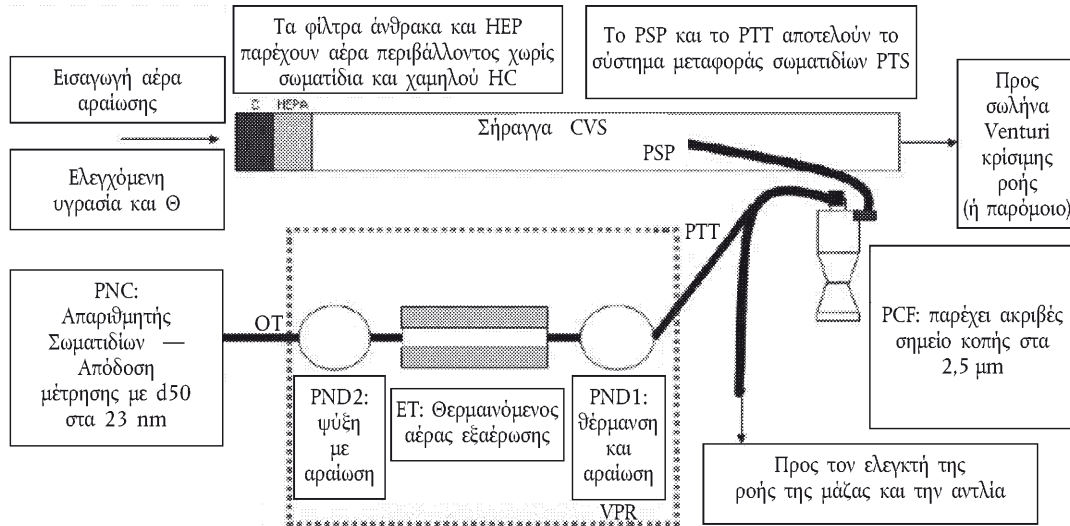 Τα φίλτρα άνθρακα και HEP
παρέχουν αέρα περιβάλλοντος χωρίς
σωματίδια και χαμηλού HC
Το PSP και το PTT αποτελούν το
σύστημα μεταφοράς σωματιδίων PTS
Εισαγωγή αέρα
αραίωσης
C HEPA
Σήραγγα CVS
PSP
Προς
σωλήνα
Venturi
κρίσιμης
ροής
(ή παρόμοιο)
Ελεγχόμενη
υγρασία και Θ
PTT
PNC:
Απαριθμητής
Σωματιδίων —
Απόδοση
μέτρησης με d50
στα 23 nm
OT
PCF: παρέχει ακριβές
σημείο κοπής στα
2,5 μm
PND2:
ψύξη
με
αραίωση
ET: Θερμαινόμενος
αέρας εξαέρωσης
PND1:
θέρμανση
και
αραίωση
VPR
Προς τον ελεγκτή της
ροής της μάζας και την αντλία